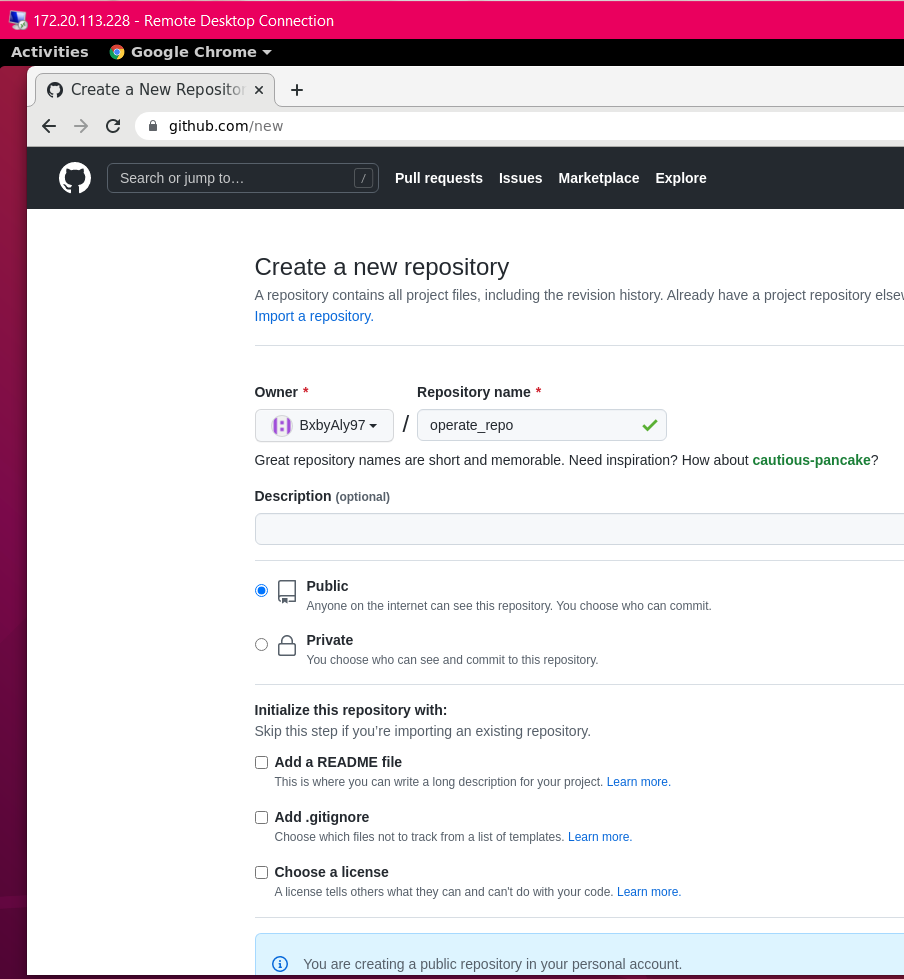 172.20.113.228 - Remote Desktop Connection
Activities Google Chrome
Create a New Repositor
github.com/new
Search or jump to… / Pull requests Issues Marketplace Explore
Create a new repository
A repository contains all project files, including the revision history. Already have a project repository
Import a repository.
Owner * Repository name *
BxbyAly97 / operate_repo
Great repository names are short and memorable. Need inspiration? How about cautious-pancake?
Description (optional)
Public
Anyone on the internet can see this repository. You choose who can commit.
Private
You choose who can see and commit to this repository.
Initialize this repository with:
Skip this step if you're importing an existing repository.
Add a README file
This is where you can write a long description for your project. Learn more.
Add .gitignore
Choose which files not to track from a list of templates. Learn more.
Choose a license
A license tells others what they can and can't do with your code. Learn more.
You are creating a public repository in your personal account.